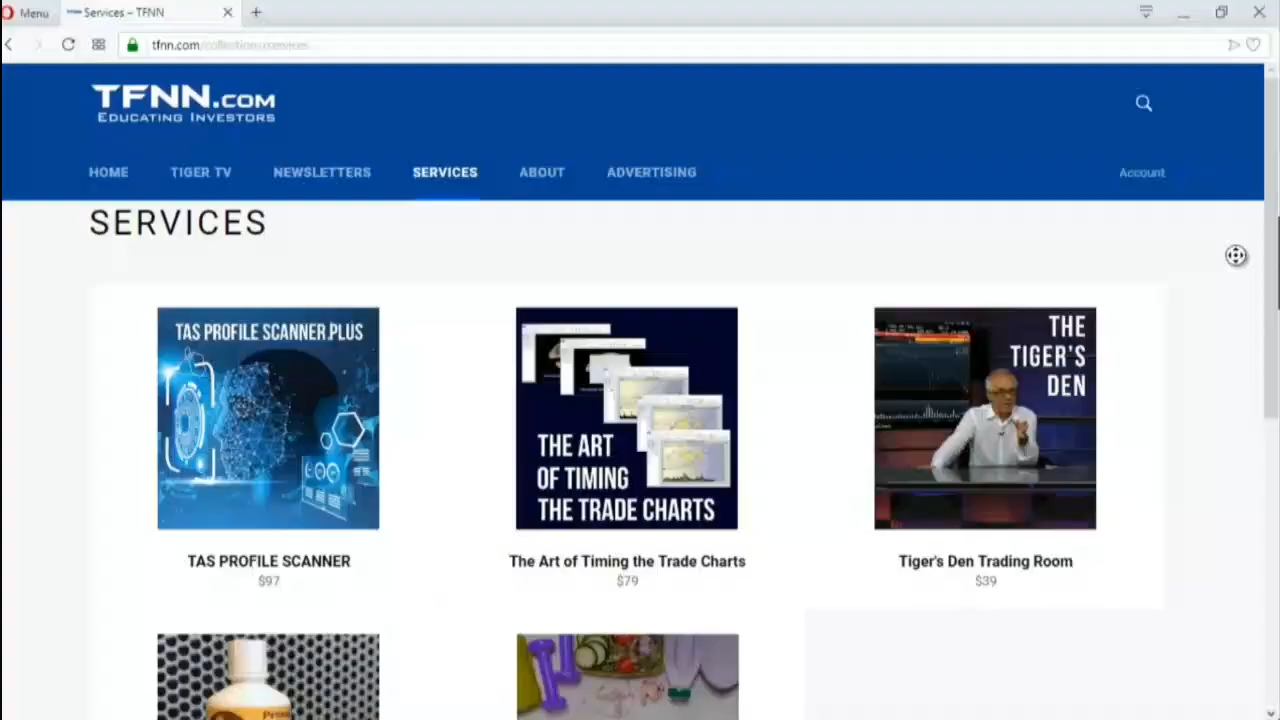 Menu
Services – TFNN
tfnn.com/collections/services
TFNN.COM
EDUCATING INVESTORS
HOME TIGER TV NEWSLETTERS SERVICES ABOUT ADVERTISING Account
SERVICES
TAS PROFILE SCANNER PLUS
THE ART
OF TIMING
THE TRADE CHARTS
THE
TIGER'S
DEN
TAS PROFILE SCANNER
$97
The Art of Timing the Trade Charts
$79
Tiger's Den Trading Room
$39